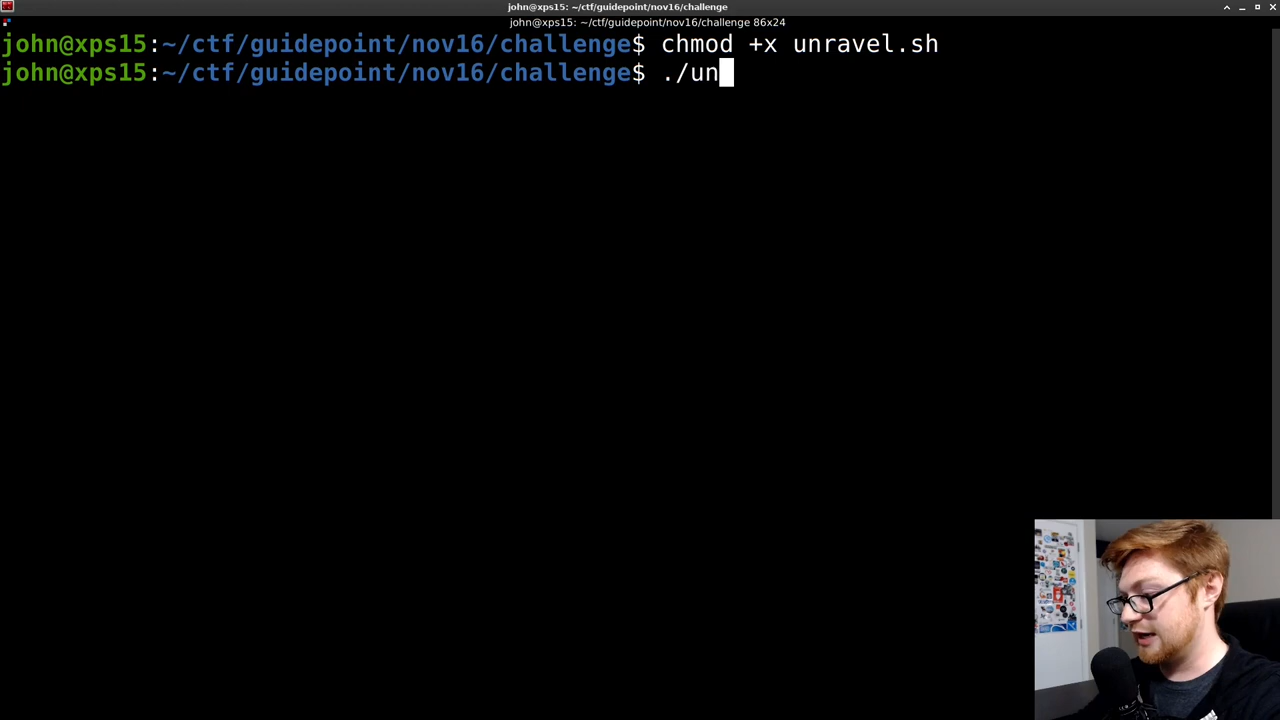 john@xps15: ~/ctf/guidepoint/nov16/challenge
john@xps15: ~/ctf/guidepoint/nov16/challenge 86x24
john@xps15:~/ctf/guidepoint/nov16/challenge$ chmod +x unravel.sh
john@xps15:~/ctf/guidepoint/nov16/challenge$ ./un